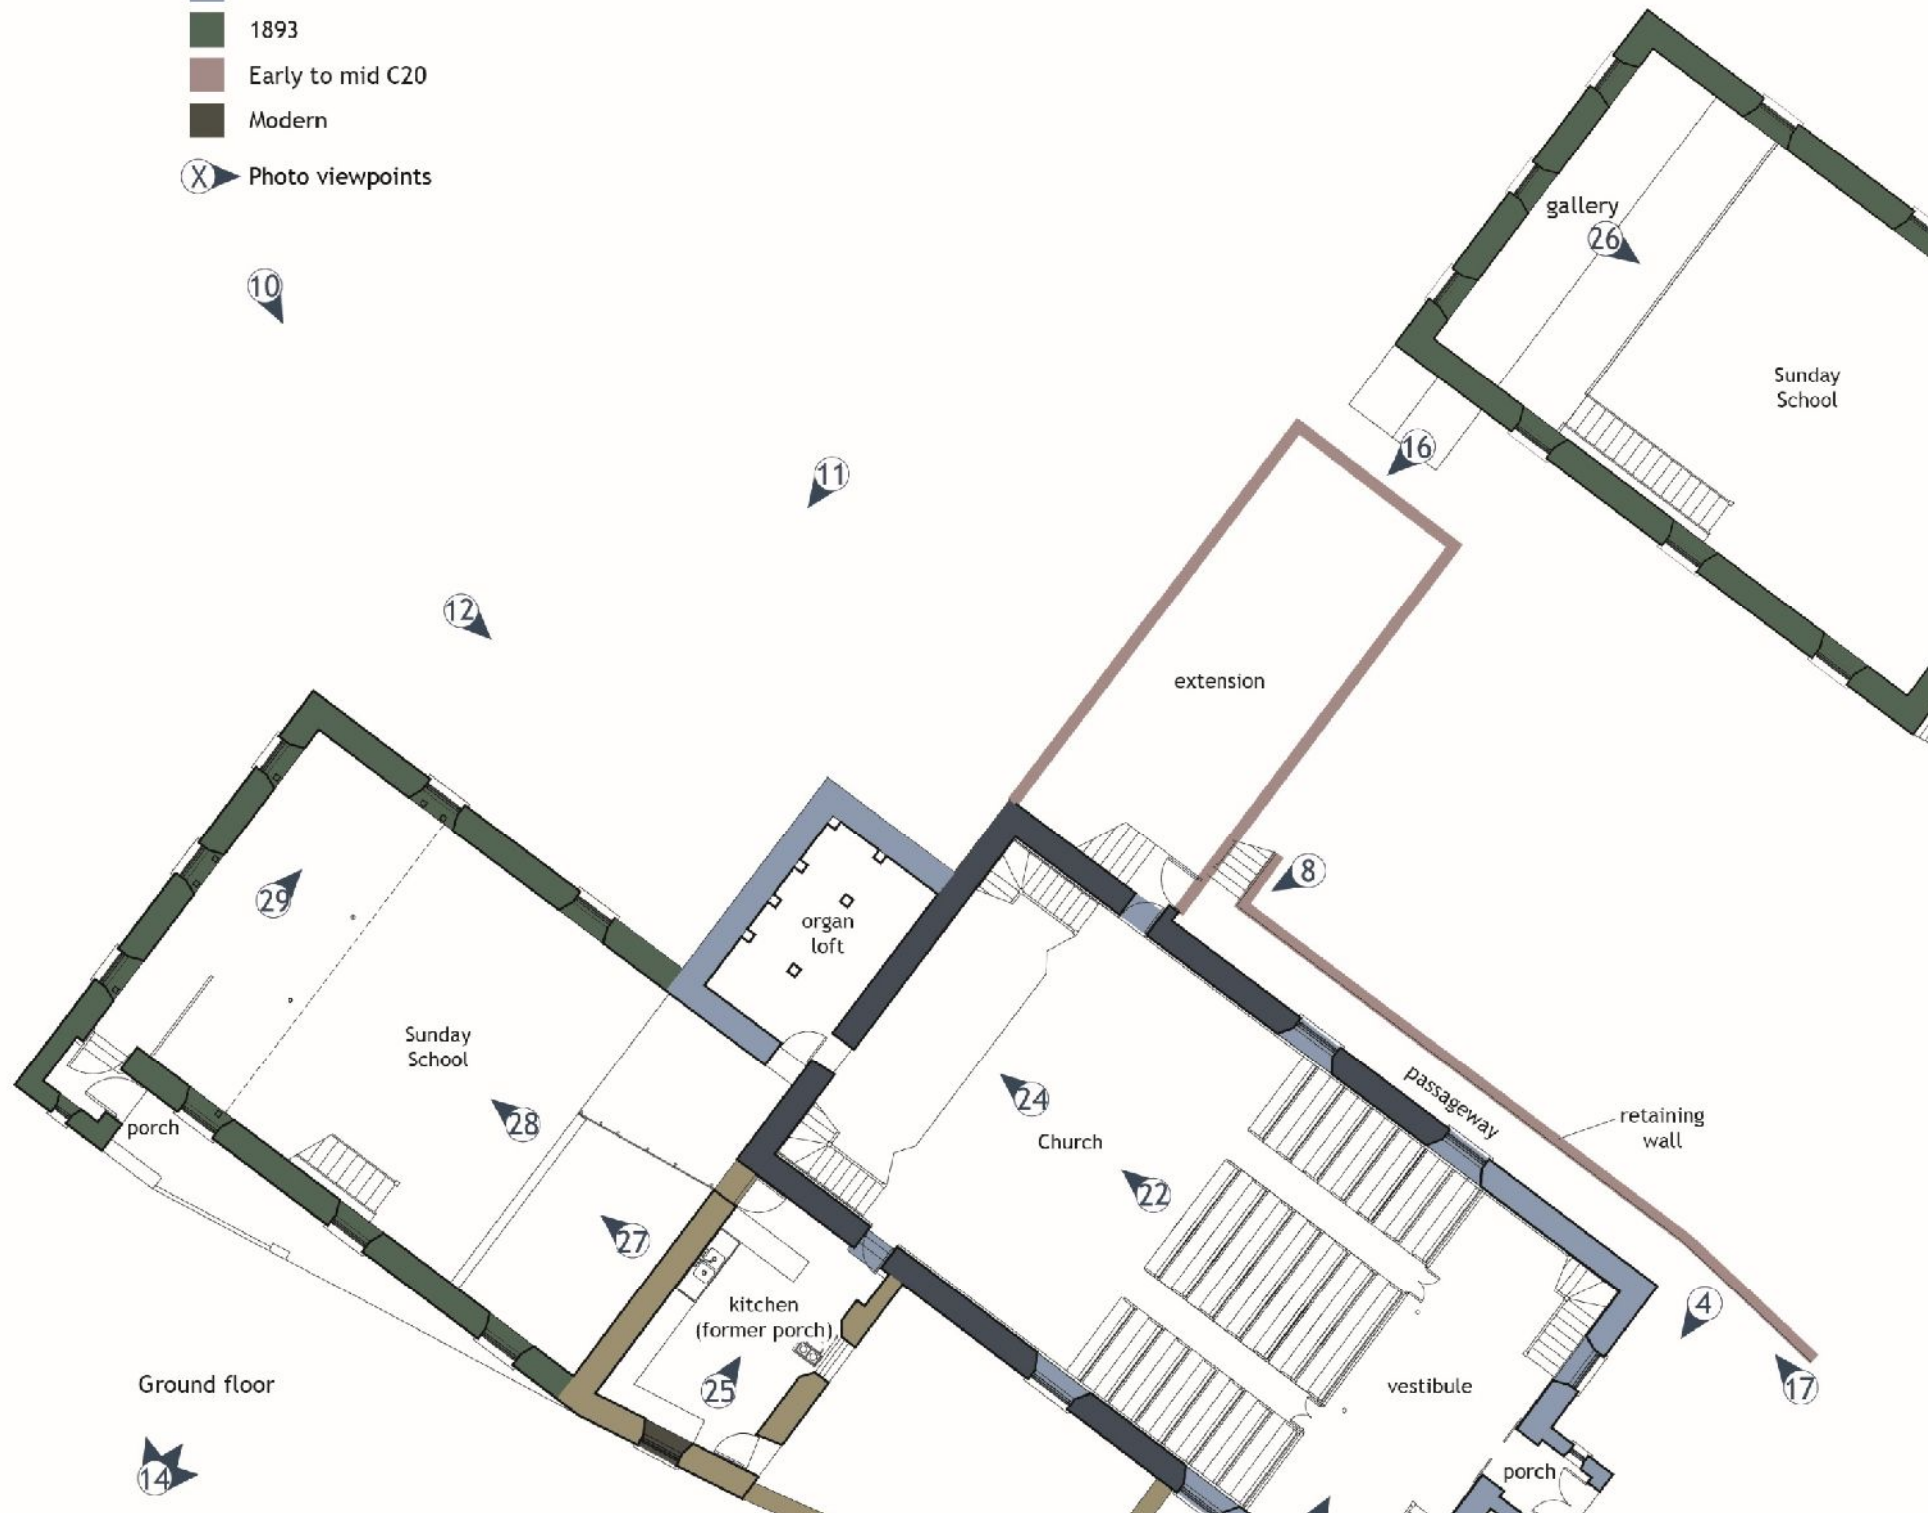 1893
Early to mid C20
Modern
X Photo viewpoints
gallery
26
10
Sunday
School
16
11
12
extension
8
29
organ
loft
Sunday
School
28
24
Church
passageway
retaining
wall
porch
22
27
kitchen
(former porch)
25
4
17
vestibule
Ground floor
14
porch